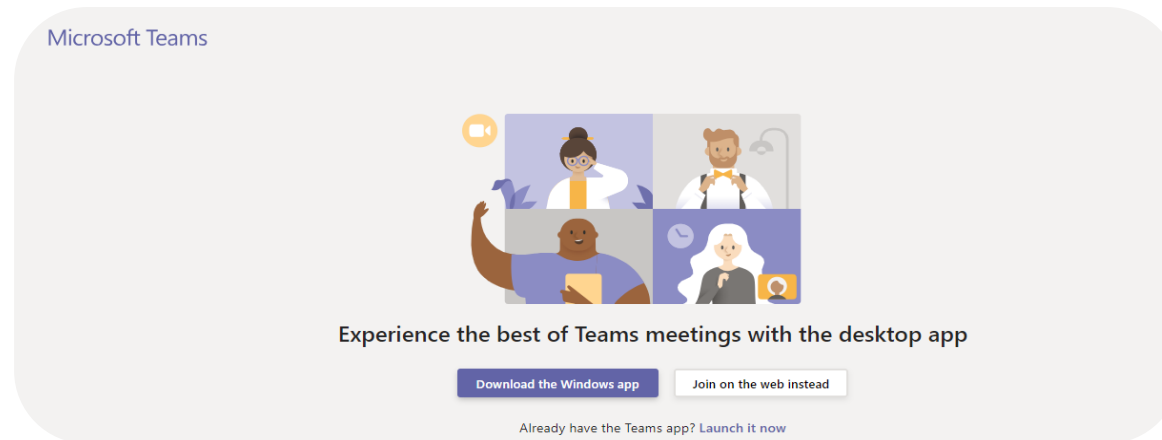 Microsoft Teams
Experience the best of Teams meetings with the desktop app
Download the Windows app
Join on the web instead
Already have the Teams app? Launch it now